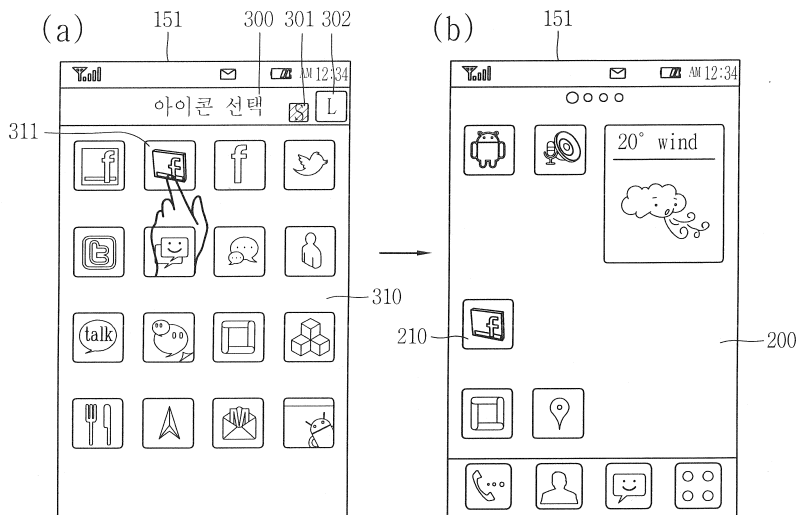 (a) 151 300 301 302
AM 12:34
아이콘 선택 S L
311
f f f
t
310
talk
M
(b) 151
AM 12:34
20° wind
f
210
200